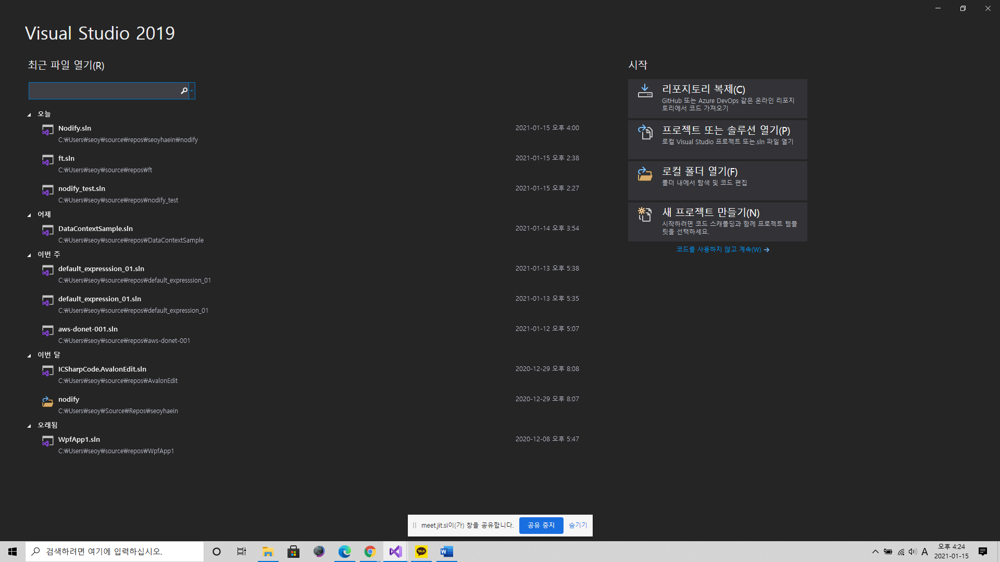 Visual Studio 2019
최근 파일 열기(R)
오늘
Nodify.sln
2021-01-15 오후 4:00
C:₩Users₩seoy₩source₩repos₩seoyhaein₩nodify
ft.sln
2021-01-15 오후 2:38
C:₩Users₩seoy₩source₩repos₩ft
nodify_test.sln
2021-01-15 오후 2:27
C:₩Users₩seoy₩source₩repos₩nodify_test
어제
DataContextSample.sln
2021-01-14 오후 3:54
C:₩Users₩seoy₩source₩repos₩DataContextSample
이번 주
default_expresssion_01.sln
2021-01-13 오후 5:38
C:₩Users₩seoy₩source₩repos₩default_expresssion_01
default_expression_01.sln
2021-01-13 오후 5:35
C:₩Users₩seoy₩source₩repos₩default_expression_01
aws-donet-001.sln
2021-01-12 오후 5:07
C:₩Users₩seoy₩source₩repos₩aws-donet-001
이번 달
ICSharpCode.AvalonEdit.sln
2020-12-29 오후 8:08
C:₩Users₩seoy₩source₩repos₩AvalonEdit
nodify
2020-12-29 오후 8:07
C:₩Users₩seoy₩Source₩Repos₩seoyhaein
오래됨
WpfApp1.sln
2020-12-08 오후 5:47
C:₩Users₩seoy₩source₩repos₩WpfApp1
시작
리포지토리 복제(C)
GitHub 또는 Azure DevOps 같은 온라인 리포지
토리에서 코드 가져오기
프로젝트 또는 솔루션 열기(P)
로컬 Visual Studio 프로젝트 또는.sln 파일 열기
로컬 폴더 열기(F)
폴더 내에서 탐색 및 코드 편집
새 프로젝트 만들기(N)
시작하려면 코드 스캐폴딩과 함께 프로젝트 템플
릿을 선택하세요.
코드를 사용하지 않고 계속(W)
meet.jit.si이(가) 창을 공유합니다.
공유 중지
숨기기
검색하려면 여기에 입력하십시오.
TALK
W
A
오후 4:24
2021-01-15